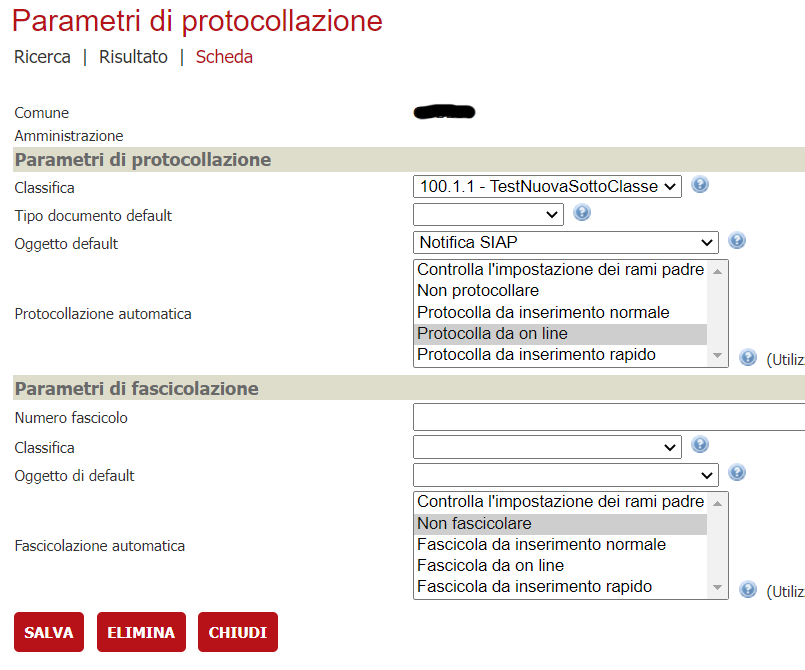 Parametri di protocollazione
Ricerca | Risultato | Scheda
Comune
Amministrazione
Parametri di protocollazione
Classifica 100.1.1 - TestNuovaSottoClasse
Tipo documento default
Oggetto default Notifica SIAP
Controlla l'impostazione dei rami padre
Non protocollare
Protocolla da inserimento normale
Protocollazione automatica
Protocolla da on line
Protocolla da inserimento rapido
(Utiliz
Parametri di fascicolazione
Numero fascicolo
Classifica
Oggetto di default
Controlla l'impostazione dei rami padre
Non fascicolare
Fascicola da inserimento normale
Fascicolazione automatica
Fascicola da on line
Fascicola da inserimento rapido
(Utiliz
SALVA ELIMINA CHIUDI